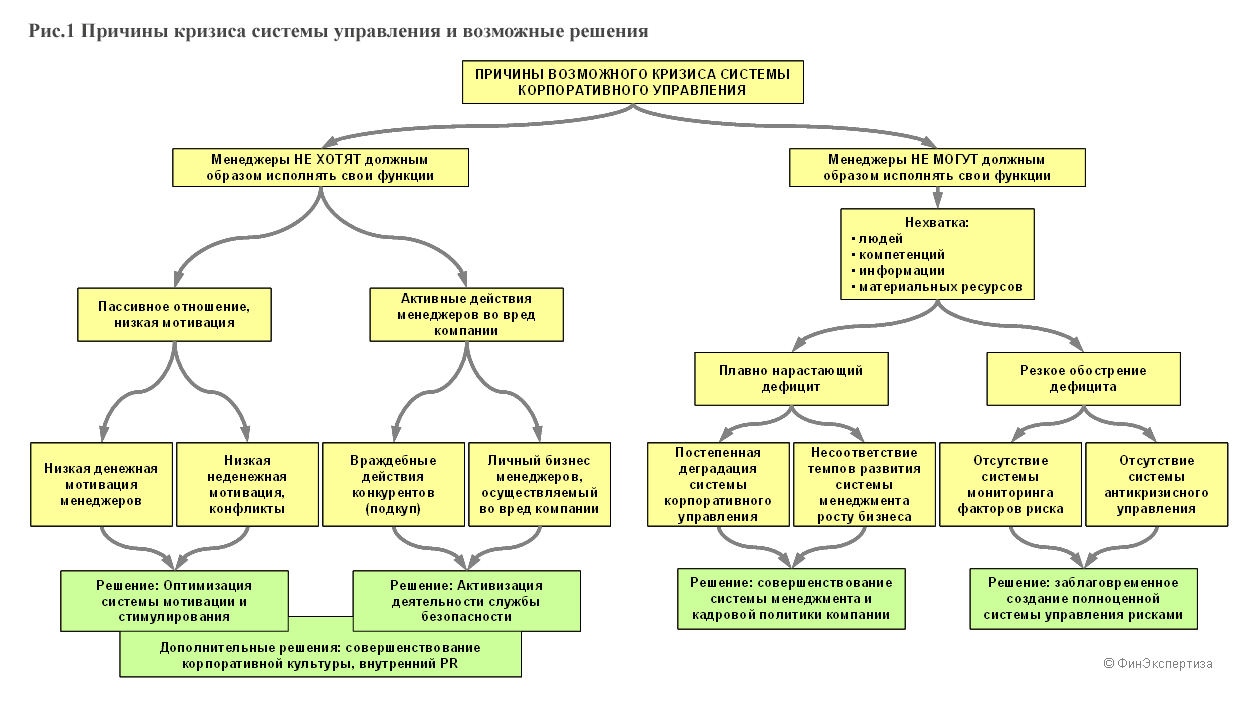 Рис.1 Причины кризиса системы управления и возможные решения
ПРИЧИНЫ ВОЗМОЖНОГО КРИЗИСА СИСТЕМЫ
КОРПОРАТИВНОГО УПРАВЛЕНИЯ
Менеджеры НЕ ХОТЯТ должным
образом исполнять свои функции
Менеджеры НЕ МОГУТ должным
образом исполнять свои функции
Нехватка:
• людей
• компетенций
• информации
• материальных ресурсов
Пассивное отношение,
низкая мотивация
Активные действия
менеджеров во вред
компании
Плавно нарастающий
дефицит
Резкое обострение
дефицита
Низкая денежная
мотивация
менеджеров
Низкая
неденежная
мотивация,
конфликты
Враждебные
действия
конкурентов
(подкуп)
Личный бизнес
менеджеров,
осуществляемый
во вред компании
Постепенная
деградация
системы
корпоративного
управления
Несоответствие
темпов развития
системы
менеджмента
росту бизнеса
Отсутствие
системы
мониторинга
факторов риска
Отсутствие
системы
антикризисного
управления
Решение: Оптимизация
системы мотивации и
стимулирования
Решение: Активизация
деятельности службы
безопасности
Решение: совершенствование
системы менеджмента и
кадровой политики компании
Решение: заблаговременное
создание полноценной
системы управления рисками
Дополнительные решения: совершенствование
корпоративной культуры, внутренний PR
© ФинЭкспертиза